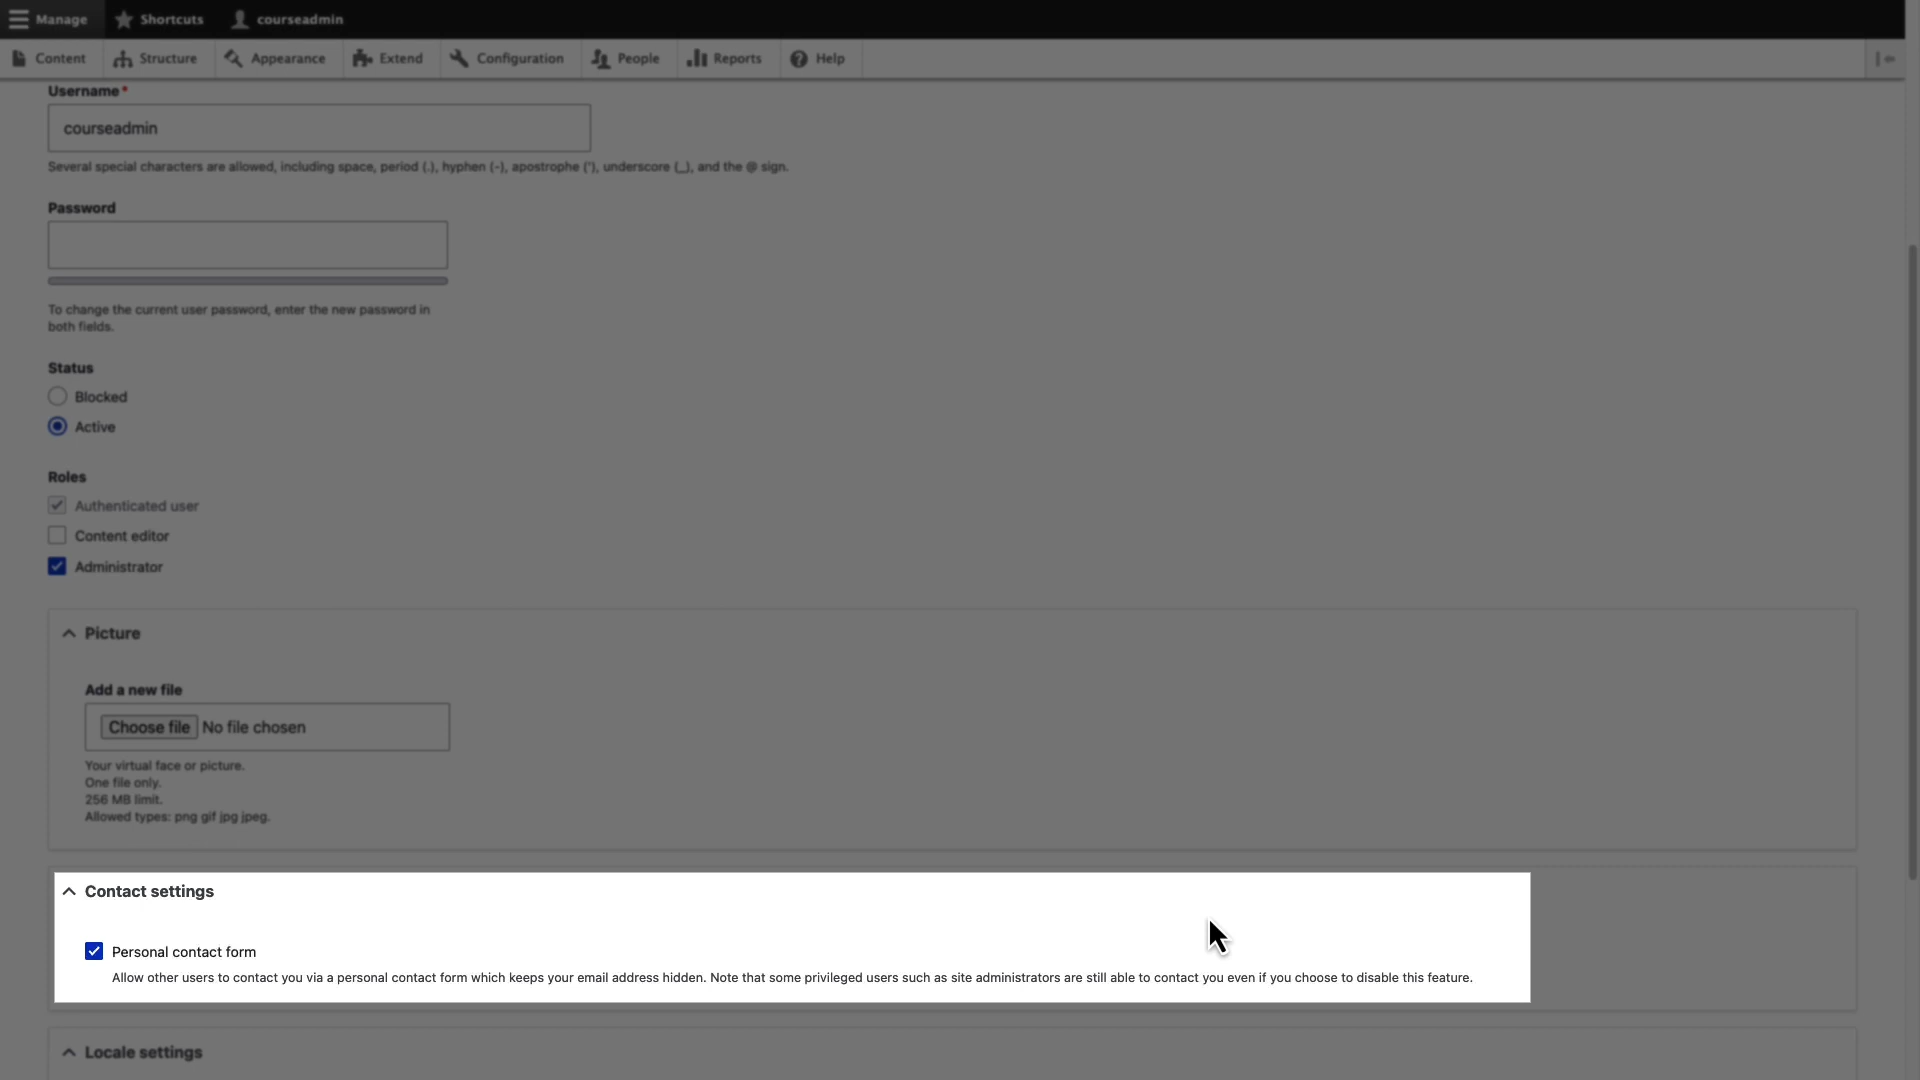 Manage Shortcuts courseadmin
Content Structure Appearance Extend Configuration People Reports Help
Username*
courseadmin
Several special characters are allowed, including space, period (.), hyphen (-), apostrophe ('), underscore (_), and the @ sign.
Password
To change the current user password, enter the new password in
both fields.
Status
Blocked
Active
Roles
Authenticated user
Content editor
Administrator
Picture
Add a new file
Choose file No file chosen
Your virtual face or picture.
One file only.
256 MB limit.
Allowed types: png gif jpg jpeg.
Contact settings
Personal contact form
Allow other users to contact you via a personal contact form which keeps your email address hidden. Note that some privileged users such as site administrators are still able to contact you even if you choose to disable this feature.
Locale settings